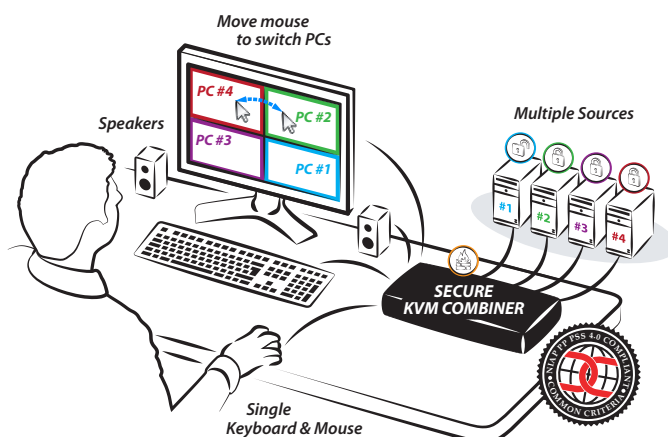 Move mouse
to switch PCs
PC #4
PC #2
PC #3
PC #1
Speakers
Multiple Sources
#1
#2
#3
#4
SECURE
KVM COMBINER
NIAP PP PSS 4.0 COMPLIANT
COMMON CRITERIA
Single
Keyboard & Mouse